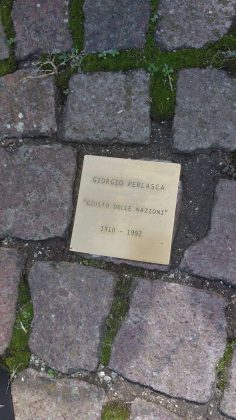 GIORGIO PERLASCA
"GIUSTO DELLE NAZIONI"
1910 - 1992